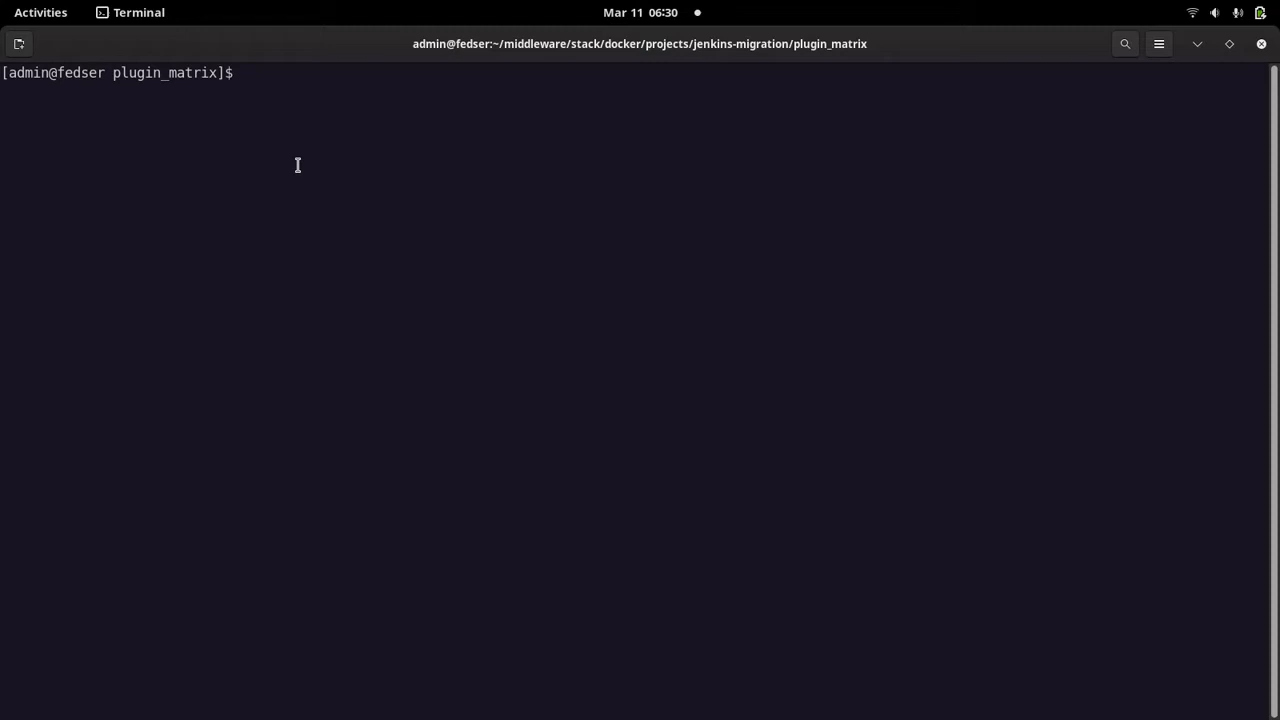 Activities
Terminal
Mar 11 06:30
admin@fedser:~/middleware/stack/docker/projects/jenkins-migration/plugin_matrix
[admin@fedser plugin_matrix]$